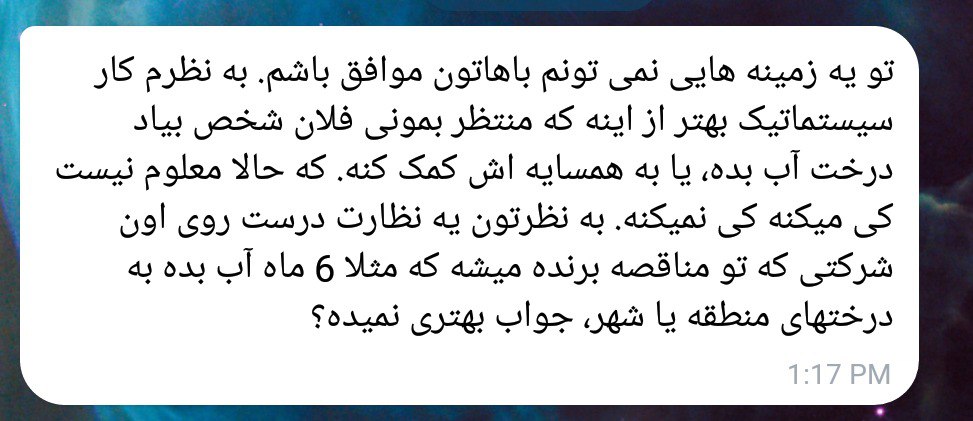 تو یه زمینه هایی نمی تونم باهاتون موافق باشم. به نظرم کار
سیستماتیک بهتر از اینه که منتظر بمونی فلان شخص بیاد
درخت آب بده، یا به همسایه اش کمک کنه. که حالا معلوم نیست
کی میکنه کی نمیکنه. به نظرتون یه نظارت درست روی اون
شرکتی که تو مناقصه برنده میشه که مثلا 6 ماه آب بده به
درختهای منطقه یا شهر، جواب بهتری نمیده؟
1:17 PM